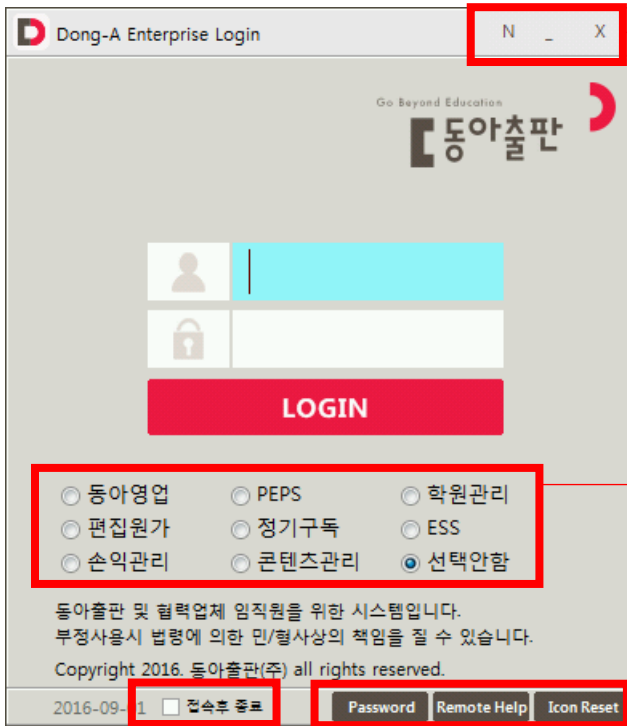 Dong-A Enterprise Login N _ X
Go Beyond Education
동아출판
LOGIN
동아영업 PEPS 학원관리
편집원가 정기구독 ESS
손익관리 콘텐츠관리 선택안함
동아출판 및 협력업체 임직원을 위한 시스템입니다.
부정사용시 법령에 의한 민/형사상의 책임을 질 수 있습니다.
Copyright 2016. 동아출판(주) all rights reserved.
2016-09-01 접속후 종료 Password Remote Help Icon Reset